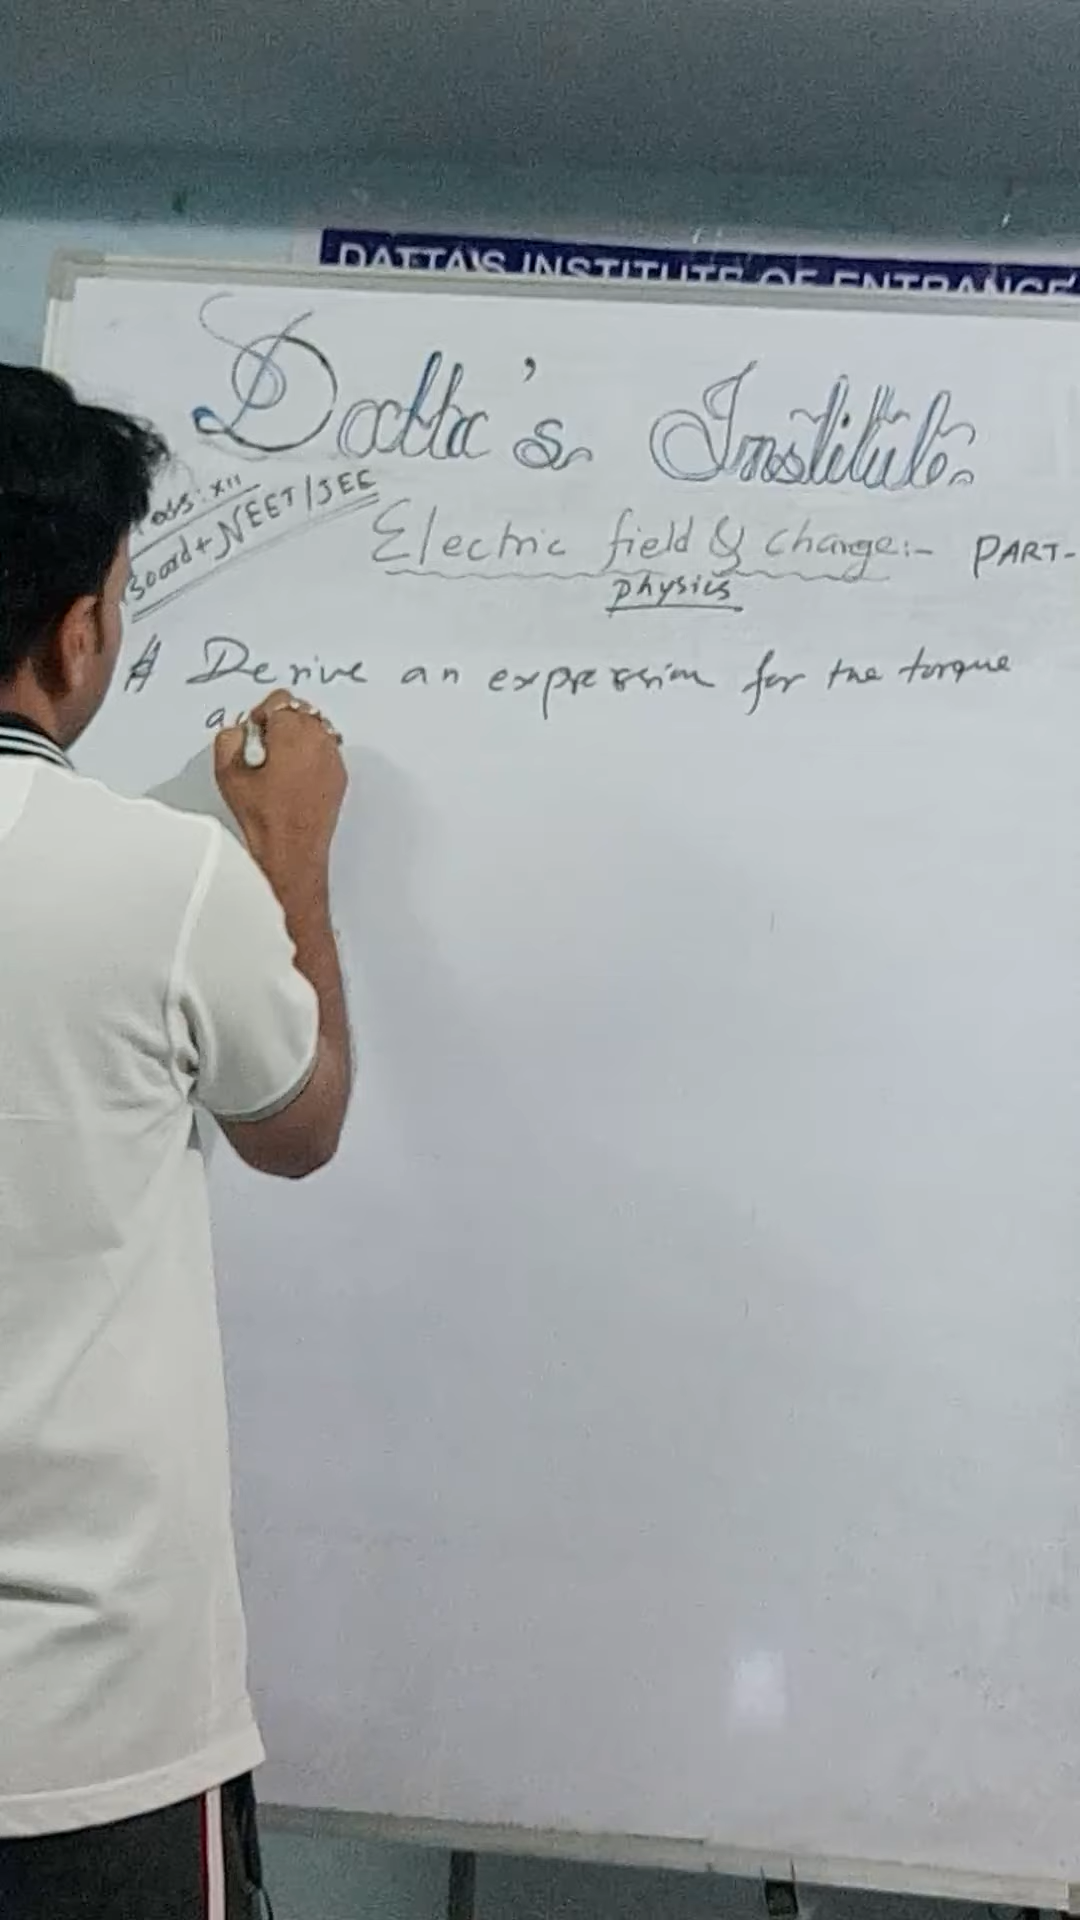 DATTA'S INSTITUTE OF ENTRANCE
Datta's Institute
XII
Board + NEET/JEE
Electric field & charge:- PART-
physics
# Derive an expression for the torque